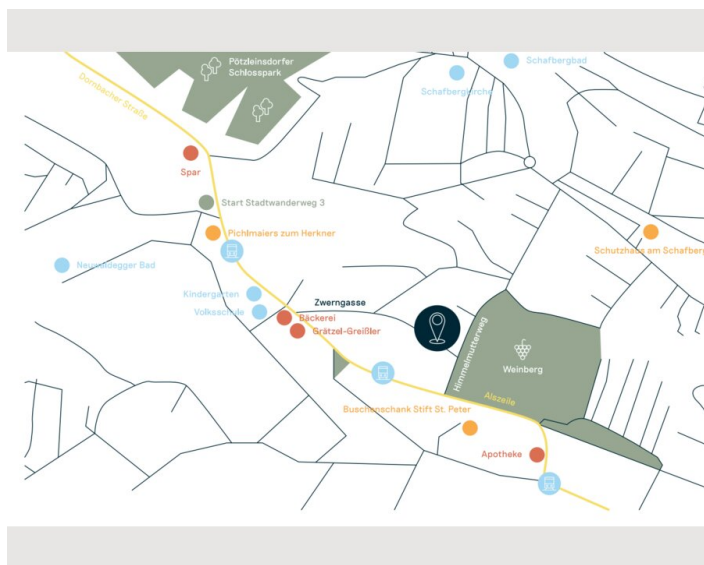 Pötzleinsdorfer
Schlosspark
Schafbergbad
Schafbergkirche
Dornbacher Straße
Spar
Start Stadtwanderweg 3
Pichlmaiers zum Herkner
Schutzhaus am Schafberg
Neuwaldegger Bad
Kindergarten
Zwerngasse
Volksschule
Bäckerei
Grätzel-Greißler
Himmelmutterweg
Weinberg
Alszeile
Buschenschank Stift St. Peter
Apotheke